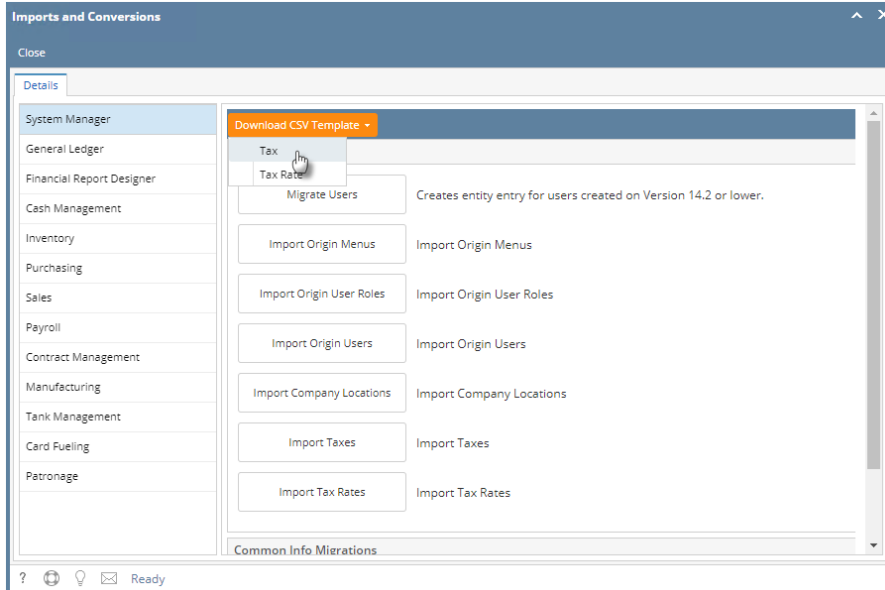 Imports and Conversions
Close
Details
System Manager
General Ledger
Financial Report Designer
Cash Management
Inventory
Purchasing
Sales
Payroll
Contract Management
Manufacturing
Tank Management
Card Fueling
Patronage
Download CSV Template
Tax
Tax Rate
Migrate Users Creates entity entry for users created on Version 14.2 or lower.
Import Origin Menus Import Origin Menus
Import Origin User Roles Import Origin User Roles
Import Origin Users Import Origin Users
Import Company Locations Import Company Locations
Import Taxes Import Taxes
Import Tax Rates Import Tax Rates
Common Info Migrations
? Ready